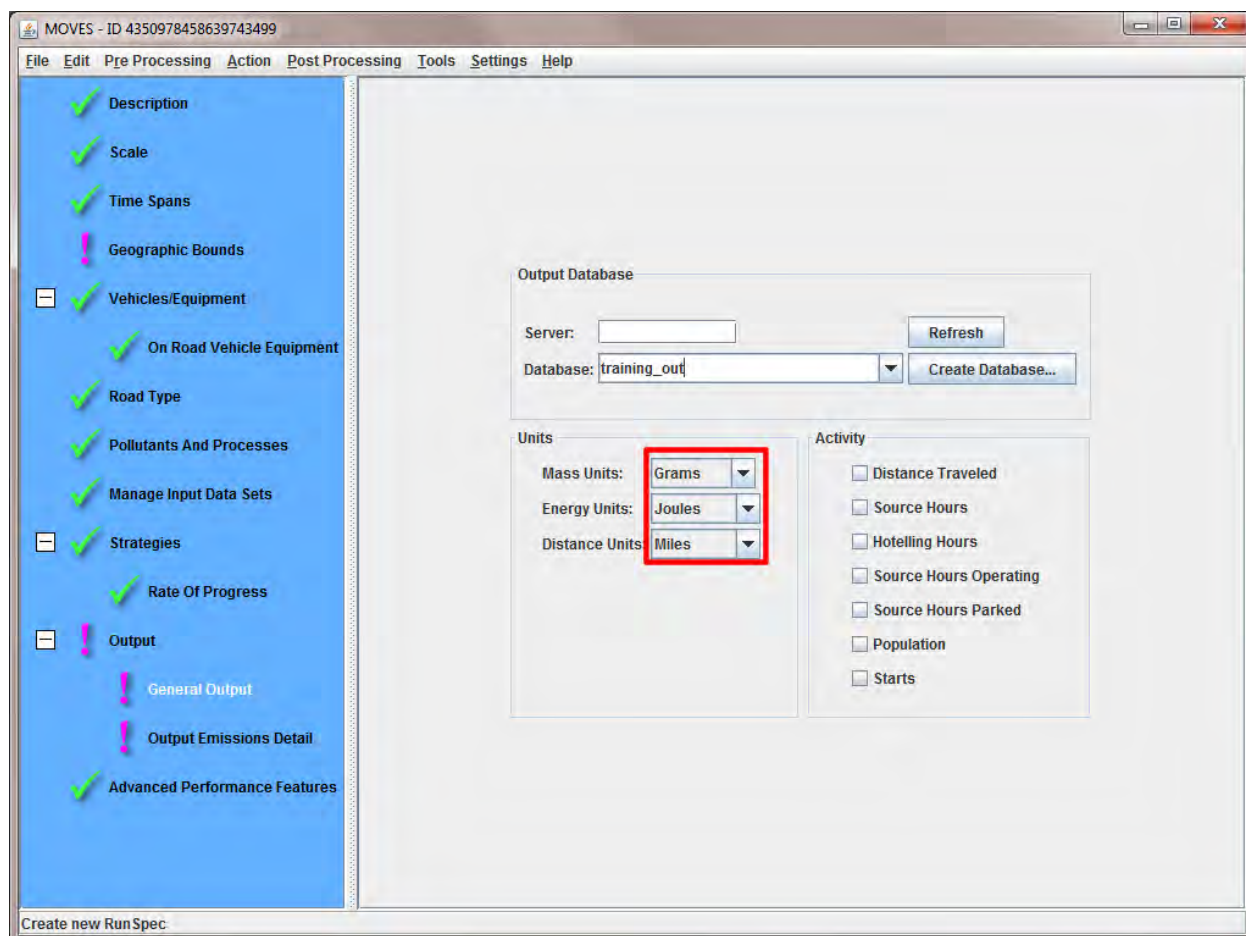 MOVES - ID 4350978458639743499
File Edit Pre Processing Action Post Processing Tools Settings Help
Description
Scale
Time Spans
Geographic Bounds
Vehicles/Equipment
On Road Vehicle Equipment
Road Type
Pollutants And Processes
Manage Input Data Sets
Strategies
Rate Of Progress
Output
General Output
Output Emissions Detail
Advanced Performance Features
Output Database
Server:
Refresh
Database: training_out
Create Database...
Units
Mass Units: Grams
Energy Units: Joules
Distance Units: Miles
Activity
Distance Traveled
Source Hours
Hotelling Hours
Source Hours Operating
Source Hours Parked
Population
Starts
Create new RunSpec